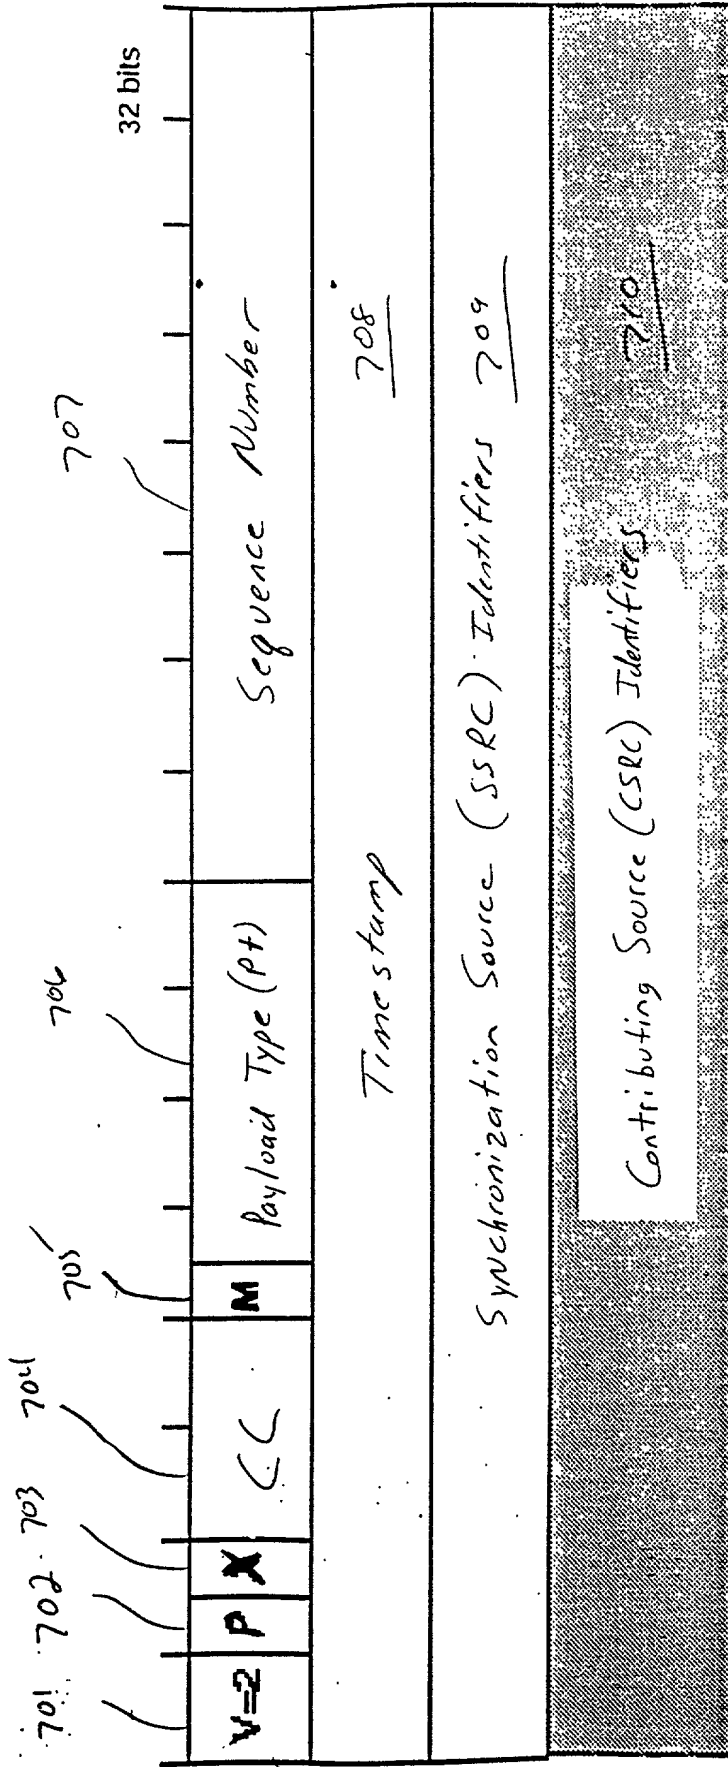 32 bits
701 702 703 704 705 706 707
V=2 P X CC M Payload Type (Pt) Sequence Number
Timestamp 708
Synchronization Source (SSRC) Identifiers 709
Contributing Source (CSRC) Identifiers 710